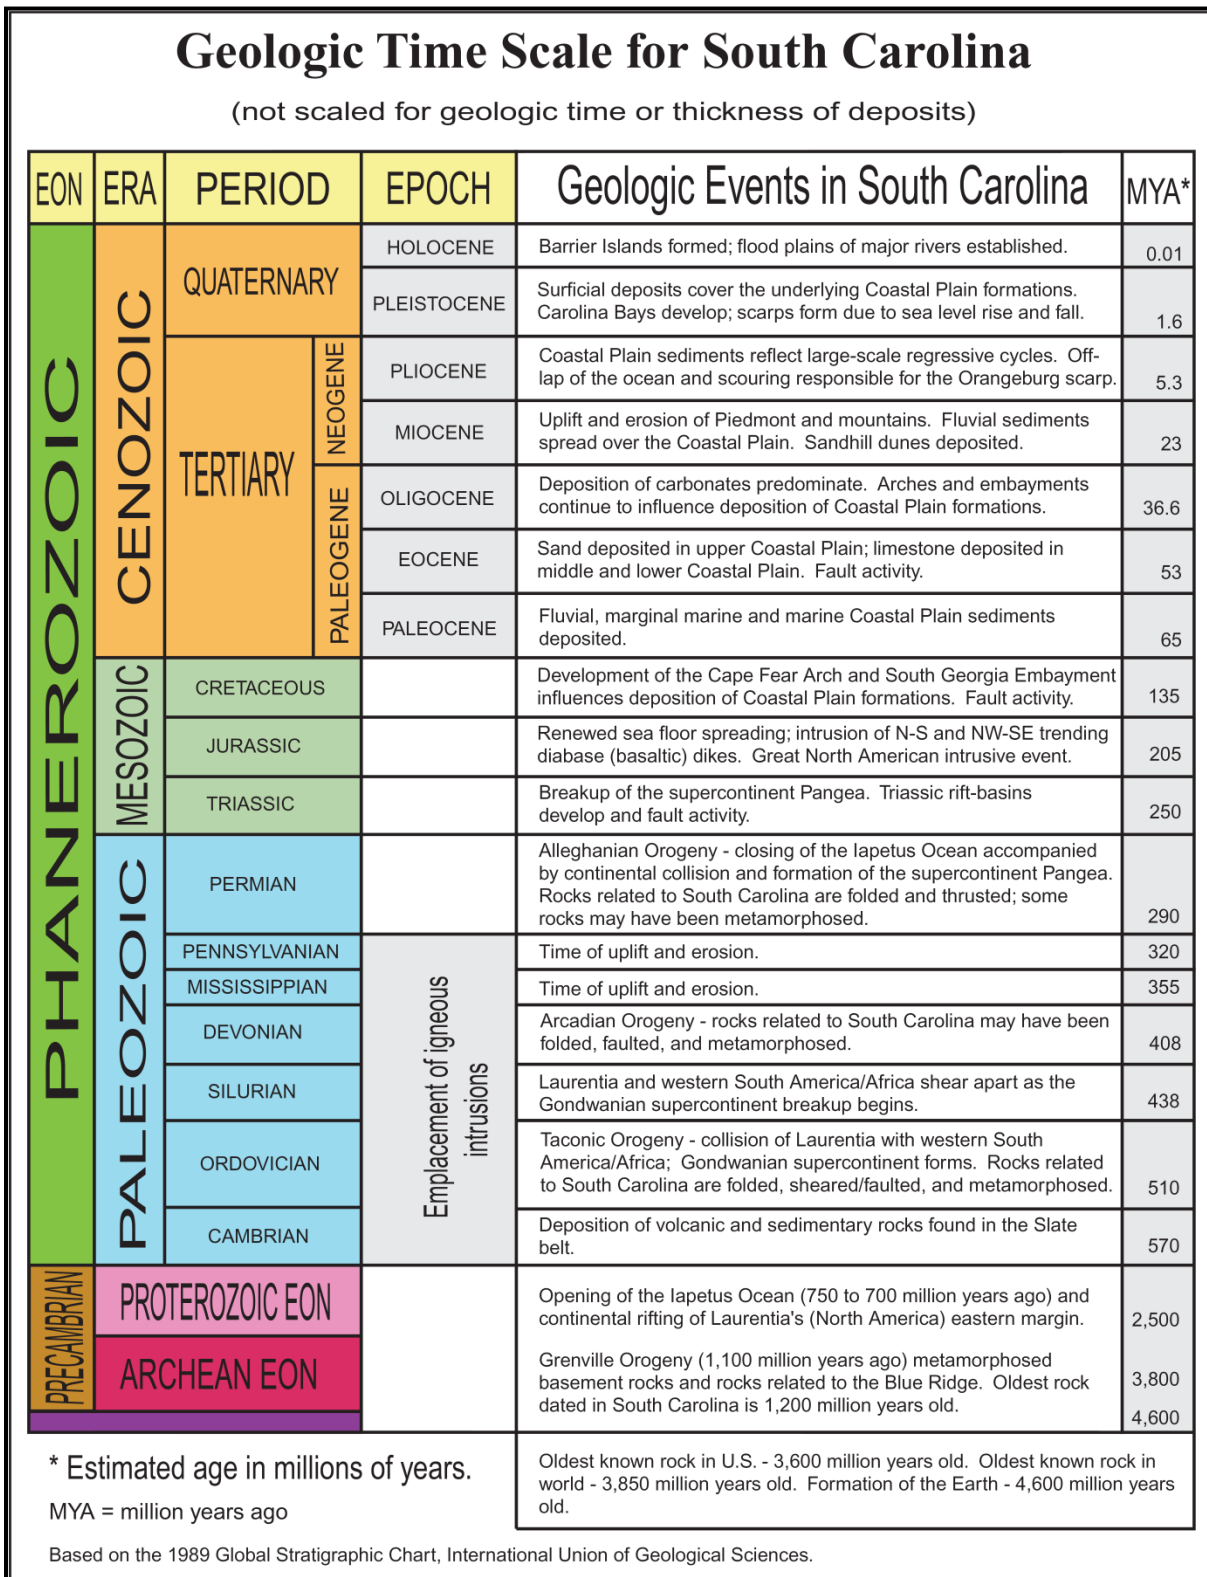 Geologic Time Scale for South Carolina
(not scaled for geologic time or thickness of deposits)
EON ERA PERIOD EPOCH Geologic Events in South Carolina MYA*
PHANEROZOIC
CENOZOIC
QUATERNARY
HOLOCENE
Barrier Islands formed; flood plains of major rivers established.
0.01
PLEISTOCENE
Surficial deposits cover the underlying Coastal Plain formations.
Carolina Bays develop; scarps form due to sea level rise and fall.
1.6
TERTIARY
NEOGENE
PLIOCENE
Coastal Plain sediments reflect large-scale regressive cycles. Off-
lap of the ocean and scouring responsible for the Orangeburg scarp.
5.3
MIOCENE
Uplift and erosion of Piedmont and mountains. Fluvial sediments
spread over the Coastal Plain. Sandhill dunes deposited.
23
PALEOGENE
OLIGOCENE
Deposition of carbonates predominate. Arches and embayments
continue to influence deposition of Coastal Plain formations.
36.6
EOCENE
Sand deposited in upper Coastal Plain; limestone deposited in
middle and lower Coastal Plain. Fault activity.
53
PALEOCENE
Fluvial, marginal marine and marine Coastal Plain sediments
deposited.
65
MESOZOIC
CRETACEOUS
Development of the Cape Fear Arch and South Georgia Embayment
influences deposition of Coastal Plain formations. Fault activity.
135
JURASSIC
Renewed sea floor spreading; intrusion of N-S and NW-SE trending
diabase (basaltic) dikes. Great North American intrusive event.
205
TRIASSIC
Breakup of the supercontinent Pangea. Triassic rift-basins
develop and fault activity.
250
PALEOZOIC
PERMIAN
Alleghanian Orogeny - closing of the Iapetus Ocean accompanied
by continental collision and formation of the supercontinent Pangea.
Rocks related to South Carolina are folded and thrusted; some
rocks may have been metamorphosed.
290
Emplacement of igneous
intrusions
PENNSYLVANIAN
Time of uplift and erosion.
320
MISSISSIPPIAN
Time of uplift and erosion.
355
DEVONIAN
Arcadian Orogeny - rocks related to South Carolina may have been
folded, faulted, and metamorphosed.
408
SILURIAN
Laurentia and western South America/Africa shear apart as the
Gondwanian supercontinent breakup begins.
438
ORDOVICIAN
Taconic Orogeny - collision of Laurentia with western South
America/Africa; Gondwanian supercontinent forms. Rocks related
to South Carolina are folded, sheared/faulted, and metamorphosed.
510
CAMBRIAN
Deposition of volcanic and sedimentary rocks found in the Slate
belt.
570
PRECAMBRIAN
PROTEROZOIC EON
Opening of the Iapetus Ocean (750 to 700 million years ago) and
continental rifting of Laurentia's (North America) eastern margin.
2,500
ARCHEAN EON
Grenville Orogeny (1,100 million years ago) metamorphosed
basement rocks and rocks related to the Blue Ridge. Oldest rock
dated in South Carolina is 1,200 million years old.
3,800
4,600
* Estimated age in millions of years.
MYA = million years ago
Oldest known rock in U.S. - 3,600 million years old. Oldest known rock in
world - 3,850 million years old. Formation of the Earth - 4,600 million years
old.
Based on the 1989 Global Stratigraphic Chart, International Union of Geological Sciences.